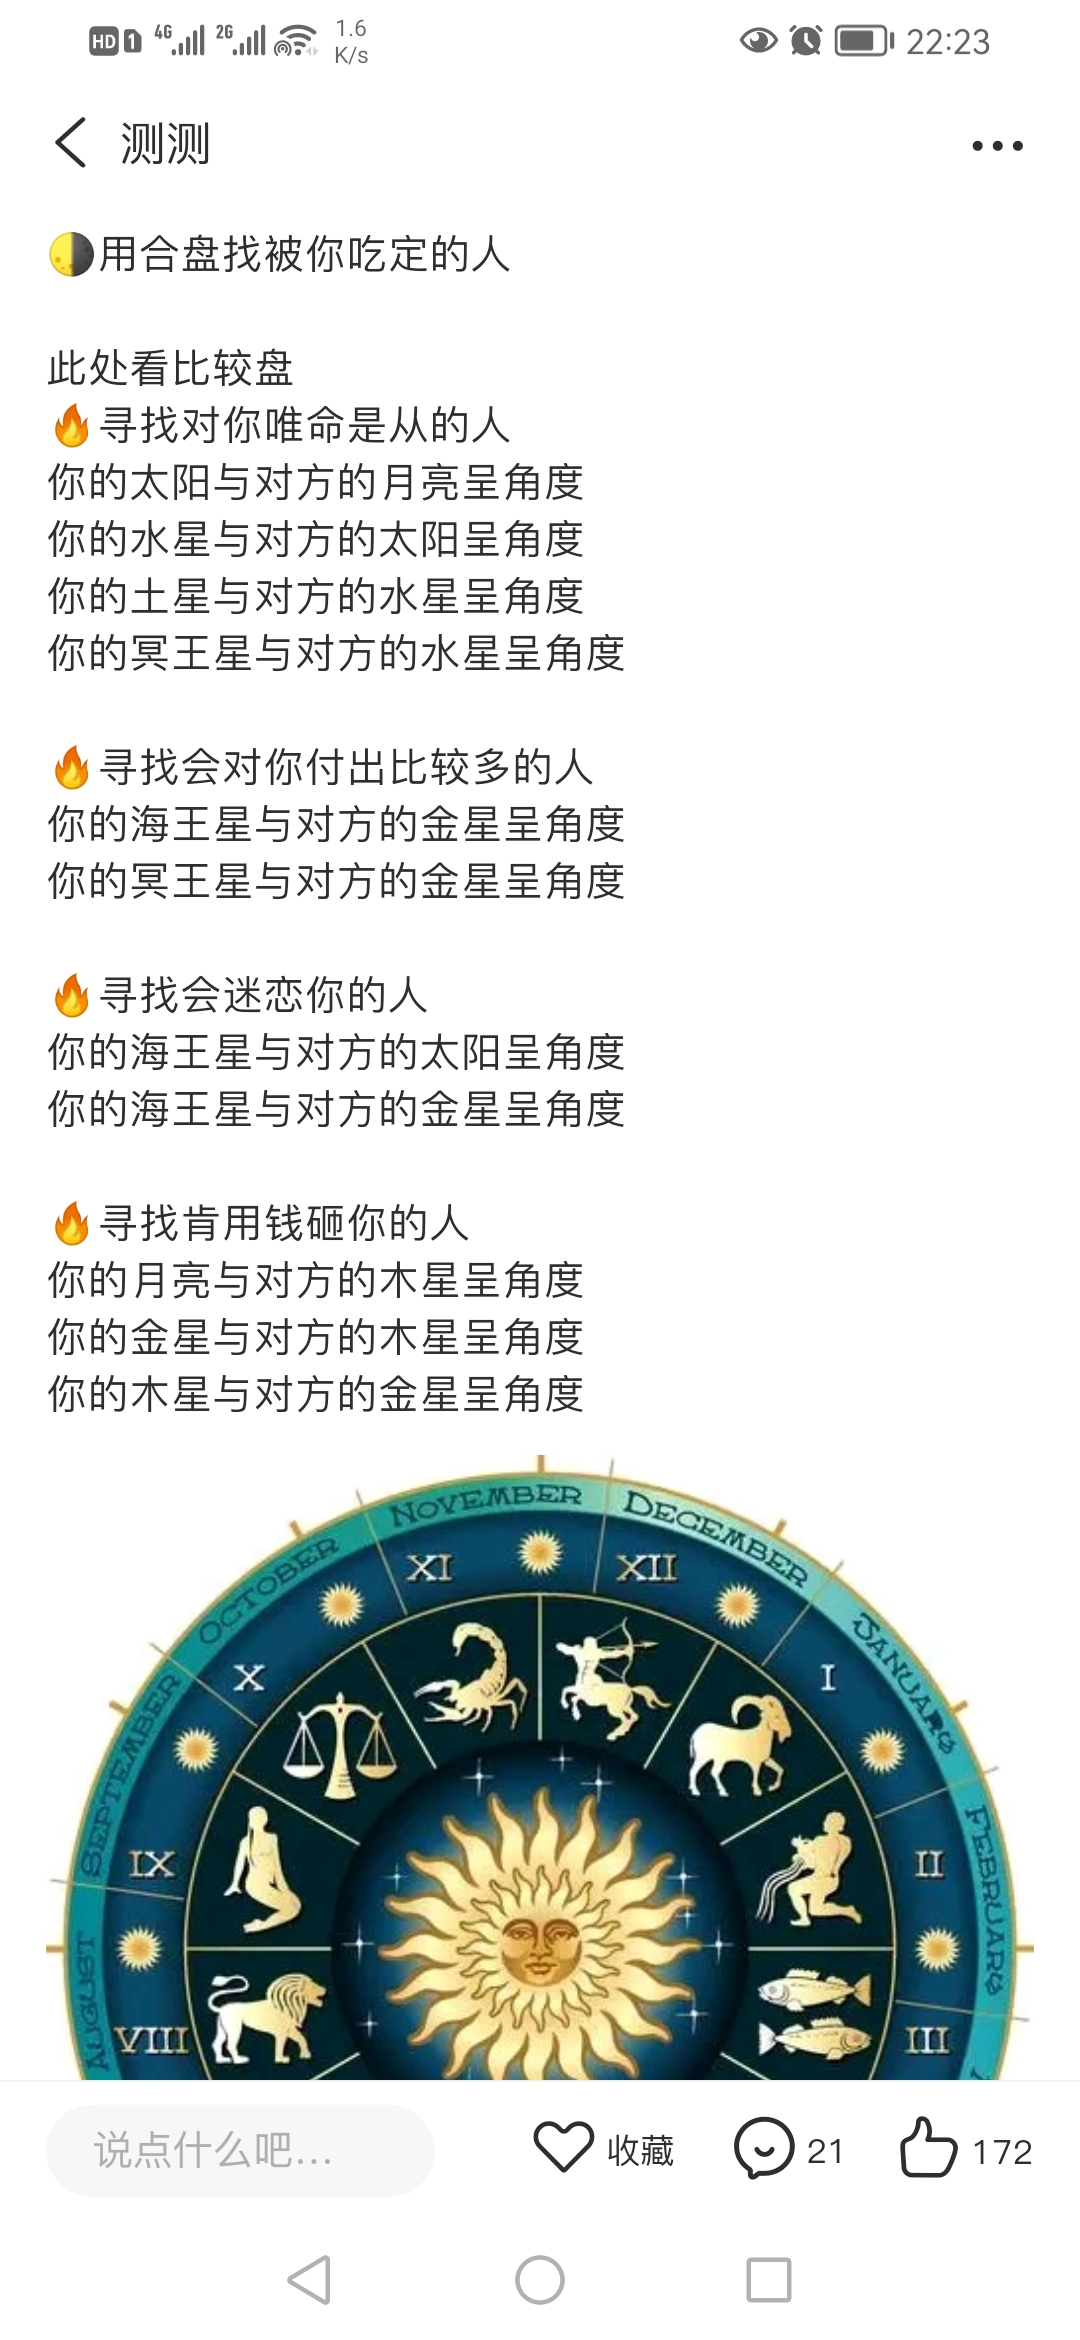 HD 1 4G 2G 1.6 K/s 22:23
测测
用合盘找被你吃定的人
此处看比较盘
🔥寻找对你唯命是从的人
你的太阳与对方的月亮呈角度
你的水星与对方的太阳呈角度
你的土星与对方的水星呈角度
你的冥王星与对方的水星呈角度
🔥寻找会对你付出比较多的人
你的海王星与对方的金星呈角度
你的冥王星与对方的金星呈角度
🔥寻找会迷恋你的人
你的海王星与对方的太阳呈角度
你的海王星与对方的金星呈角度
🔥寻找肯用钱砸你的人
你的月亮与对方的木星呈角度
你的金星与对方的木星呈角度
你的木星与对方的金星呈角度
NOVEMBER
DECEMBER
OCTOBER
JANUARY
SEPTEMBER
FEBRUARY
AUGUST
XI
XII
X
I
IX
II
VIII
III
说点什么吧...
收藏
21
172